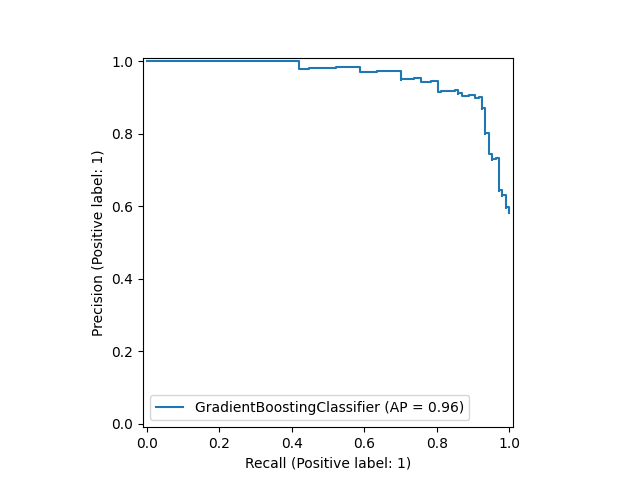 1.0
0.8
0.6
0.4
0.2
0.0
Precision (Positive label: 1)
GradientBoostingClassifier (AP = 0.96)
0.0 0.2 0.4 0.6 0.8 1.0
Recall (Positive label: 1)